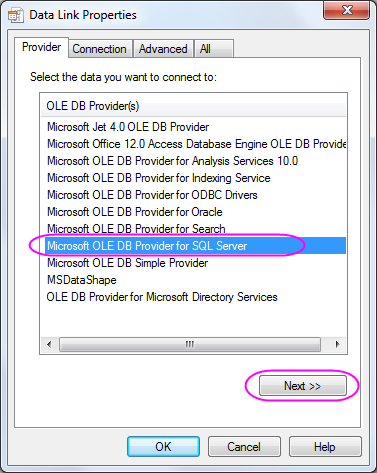 Data Link Properties
Provider Connection Advanced All
Select the data you want to connect to:
OLE DB Provider(s)
Microsoft Jet 4.0 OLE DB Provider
Microsoft Office 12.0 Access Database Engine OLE DB Provide
Microsoft OLE DB Provider for Analysis Services 10.0
Microsoft OLE DB Provider for Indexing Service
Microsoft OLE DB Provider for ODBC Drivers
Microsoft OLE DB Provider for Oracle
Microsoft OLE DB Provider for Search
Microsoft OLE DB Provider for SQL Server
Microsoft OLE DB Simple Provider
MSDataShape
OLE DB Provider for Microsoft Directory Services
Next >>
OK Cancel Help